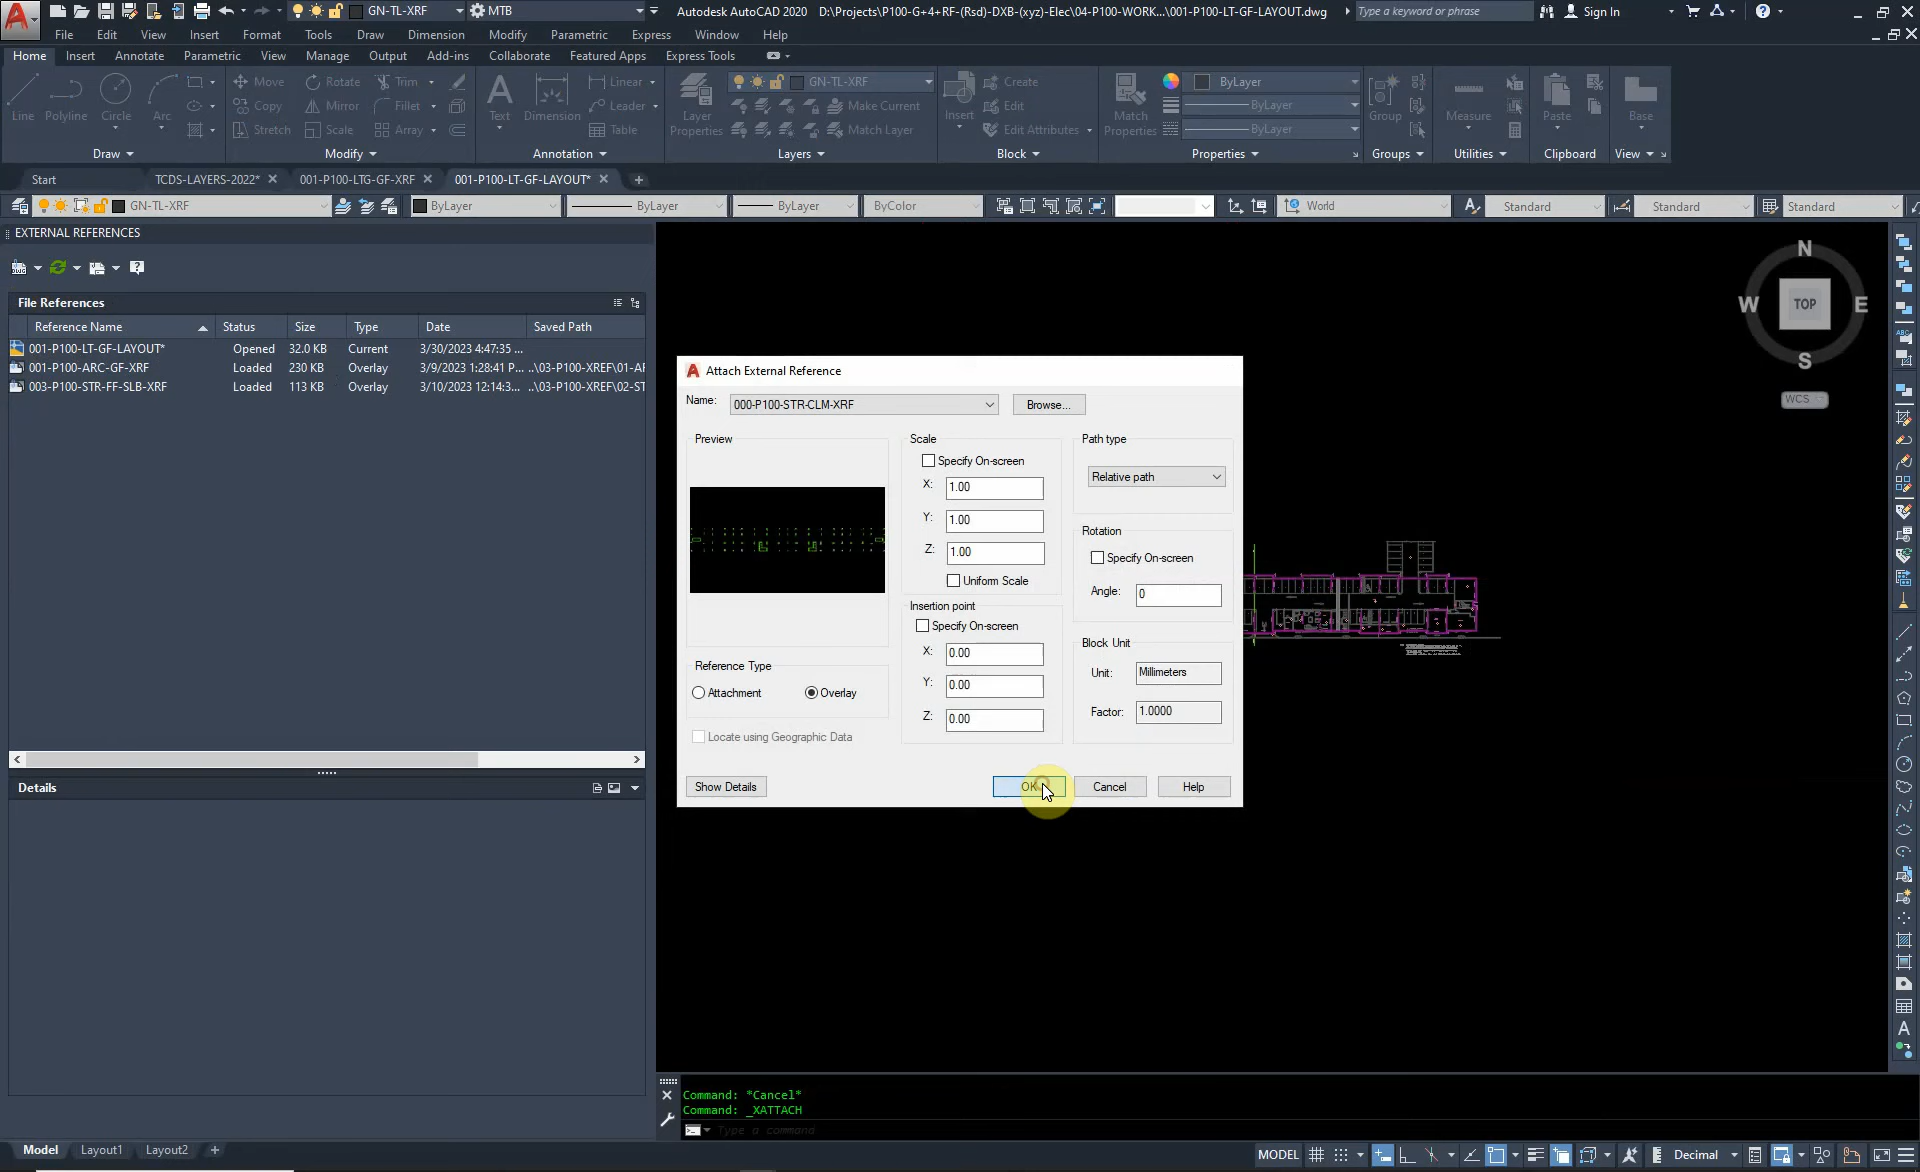 GN-TL-XRF MTB Autodesk AutoCAD 2020 D:\Projects\P100-G+4+RF-(Rsd)-DXB-(xyz)-Elec\04-P100-WORK...\001-P100-LT-GF-LAYOUT.dwg Type a keyword or phrase Sign In
File Edit View Insert Format Tools Draw Dimension Modify Parametric Express Window Help
Home Insert Annotate Parametric View Manage Output Add-ins Collaborate Featured Apps Express Tools
Line Polyline Circle Arc Move Rotate Trim
Copy Mirror Fillet
Stretch Scale Array
Text Dimension Linear
Leader
Table
Layer Properties GN-TL-XRF
Make Current
Match Layer
Insert Create
Edit
Edit Attributes
Match Properties ByLayer
ByLayer
ByLayer
Group Measure Paste Base
Draw Modify Annotation Layers Block Properties Groups Utilities Clipboard View
Start TCDS-LAYERS-2022* 001-P100-LTG-GF-XRF 001-P100-LT-GF-LAYOUT*
GN-TL-XRF ByLayer ByLayer ByLayer ByColor World Standard Standard Standard
EXTERNAL REFERENCES
File References
Reference Name Status Size Type Date Saved Path
001-P100-LT-GF-LAYOUT* Opened 32.0 KB Current 3/30/2023 4:47:35 ...
001-P100-ARC-GF-XRF Loaded 230 KB Overlay 3/9/2023 1:28:41 P... ..\03-P100-XREF\01-AF
003-P100-STR-FF-SLB-XRF Loaded 113 KB Overlay 3/10/2023 12:14:3... ..\03-P100-XREF\02-ST
Details
Attach External Reference
Name: 000-P100-STR-CLM-XRF Browse...
Preview
Reference Type
Attachment Overlay
Locate using Geographic Data
Scale
Specify On-screen
X: 1.00
Y: 1.00
Z: 1.00
Uniform Scale
Insertion point
Specify On-screen
X: 0.00
Y: 0.00
Z: 0.00
Path type
Relative path
Rotation
Specify On-screen
Angle: 0
Block Unit
Unit: Millimeters
Factor: 1.0000
Show Details OK Cancel Help
N
W TOP E
S
WCS
Command: *Cancel*
Command: _XATTACH
Type a command
Model Layout1 Layout2 +
MODEL Decimal